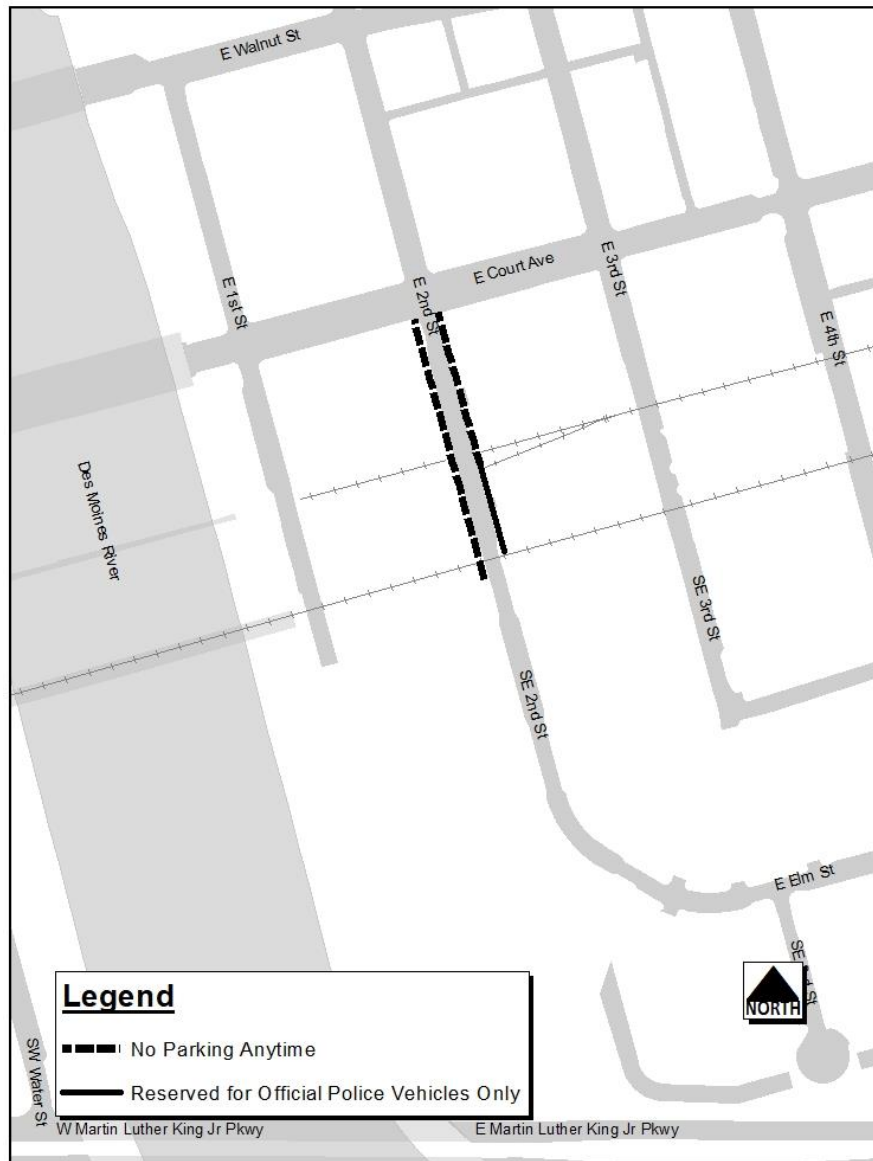 E Walnut St
E 1st St
E 2nd St
E Court Ave
E 3rd St
E 4th St
Des Moines River
SE 3rd St
SE 2nd St
E Elm St
SE
St
NORTH
SW Water St
Legend
No Parking Anytime
Reserved for Official Police Vehicles Only
W Martin Luther King Jr Pkwy
E Martin Luther King Jr Pkwy